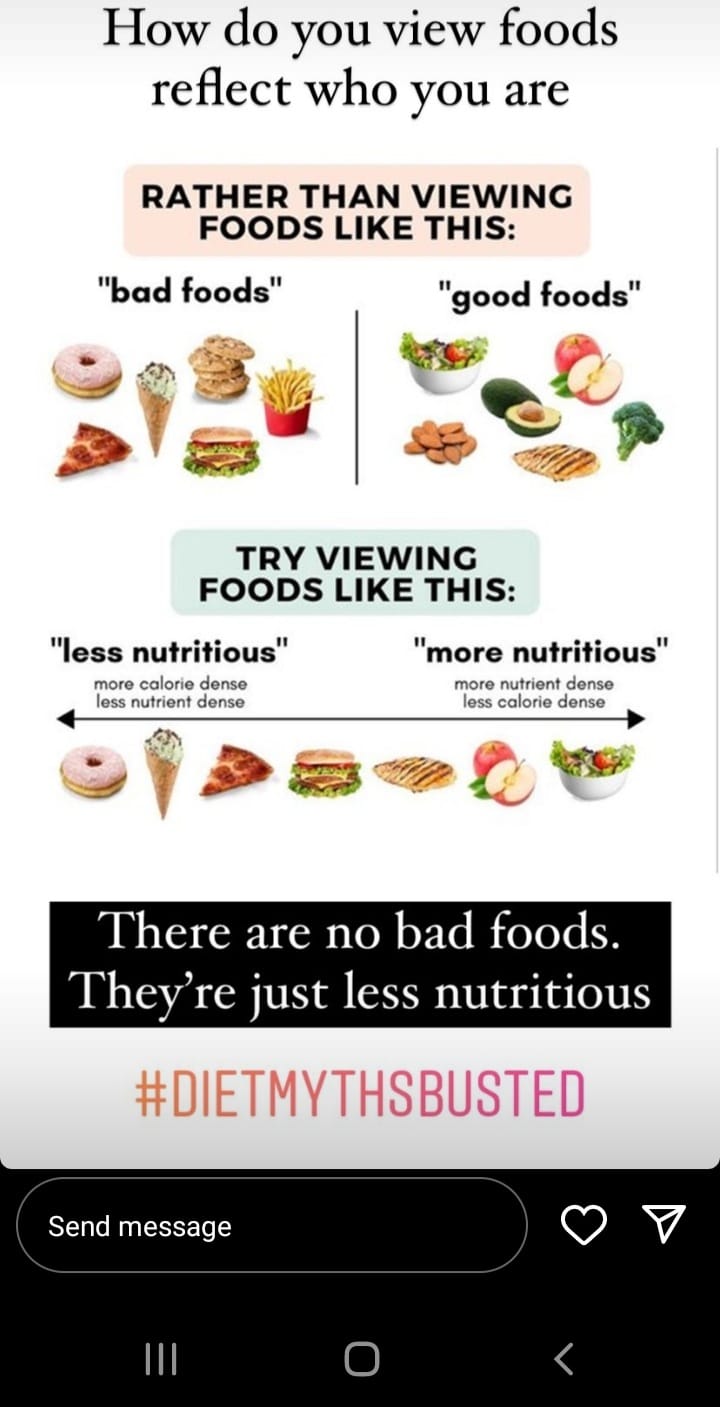 How do you view foods
reflect who you are
RATHER THAN VIEWING
FOODS LIKE THIS:
"bad foods"
"good foods"
TRY VIEWING
FOODS LIKE THIS:
"less nutritious"
more calorie dense
less nutrient dense
"more nutritious"
more nutrient dense
less calorie dense
There are no bad foods.
They're just less nutritious
#DIETMYTHSBUSTED
Send message